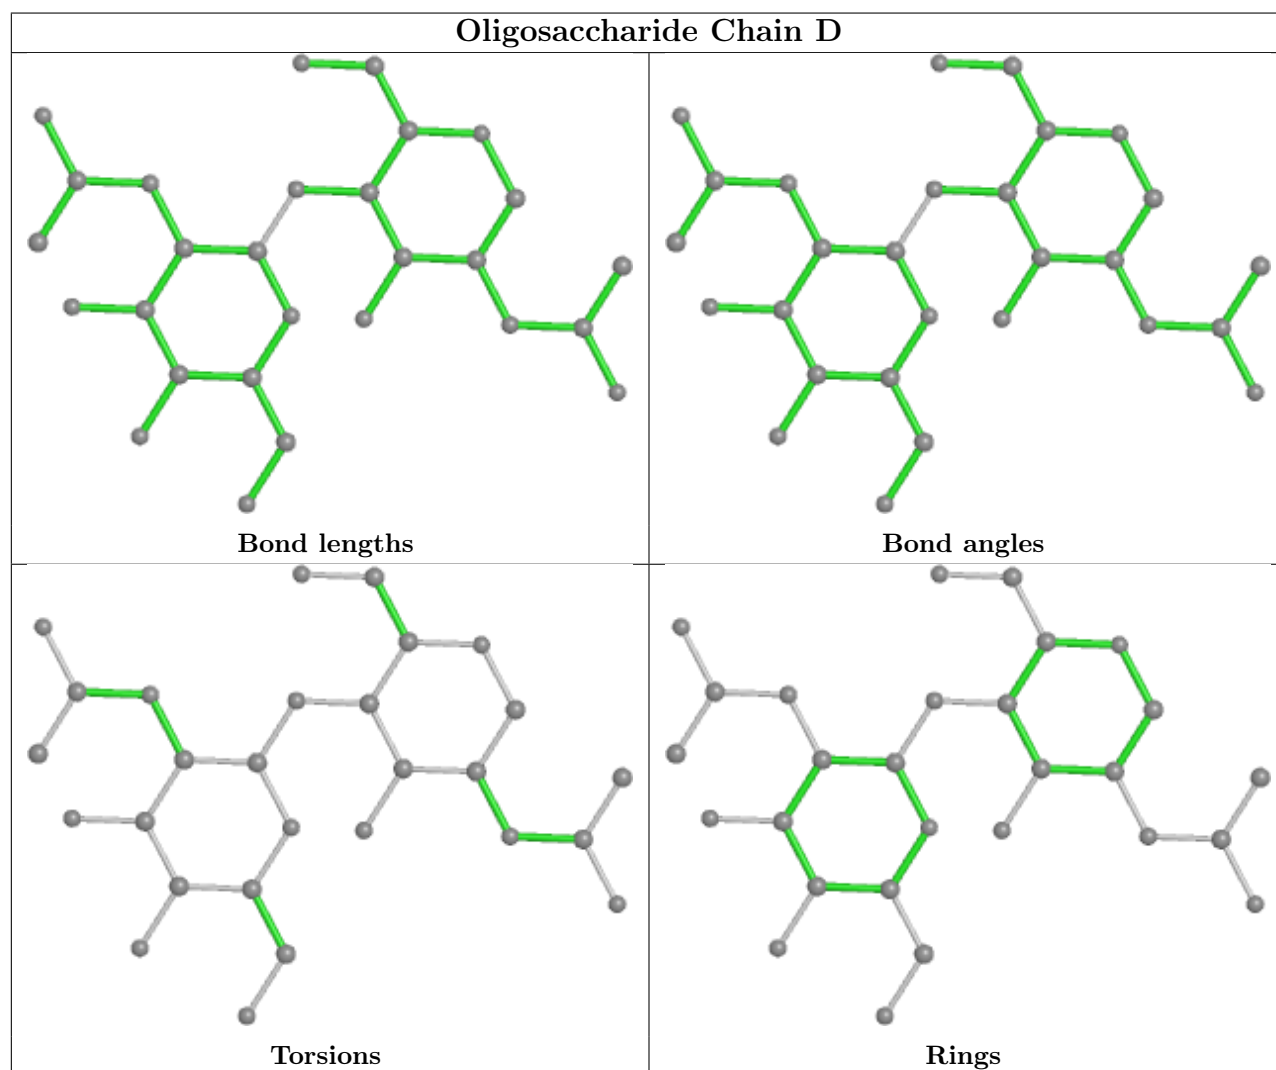 Oligosaccharide Chain D
Bond lengths
Bond angles
Torsions
Rings